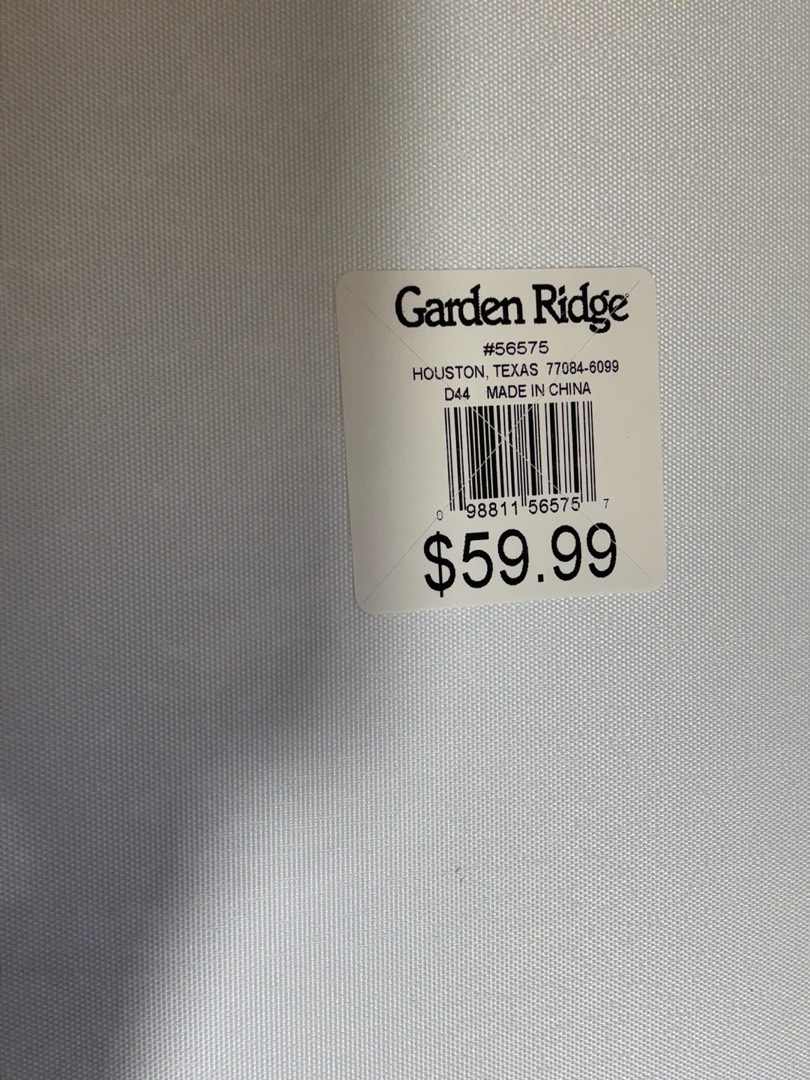 Garden Ridge
#56575
HOUSTON, TEXAS 77084-6099
D44 MADE IN CHINA
0 98811 56575 7
$59.99